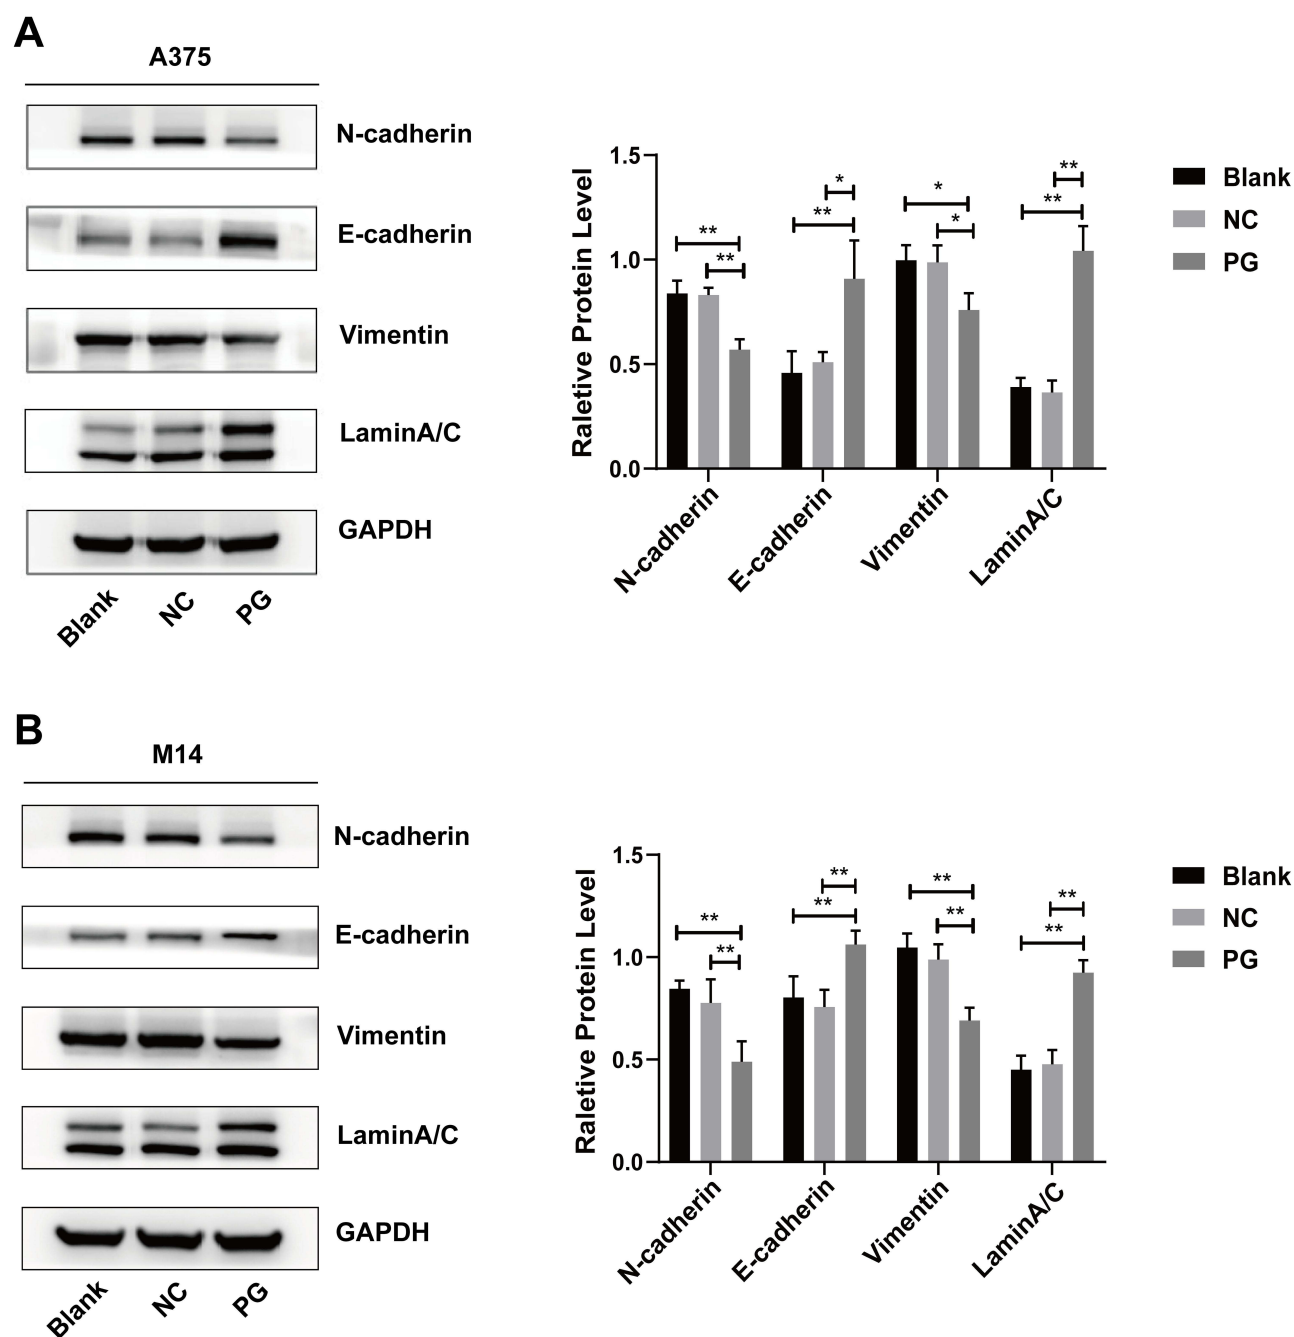 A
A375
N-cadherin
E-cadherin
Vimentin
LaminA/C
GAPDH
Blank NC PG
Raletive Protein Level
1.5
1.0
0.5
0.0
** ** * ** * * ** **
N-cadherin E-cadherin Vimentin LaminA/C
Blank
NC
PG
B
M14
N-cadherin
E-cadherin
Vimentin
LaminA/C
GAPDH
Blank NC PG
Raletive Protein Level
1.5
1.0
0.5
0.0
** ** ** ** ** ** ** **
N-cadherin E-cadherin Vimentin LaminA/C
Blank
NC
PG